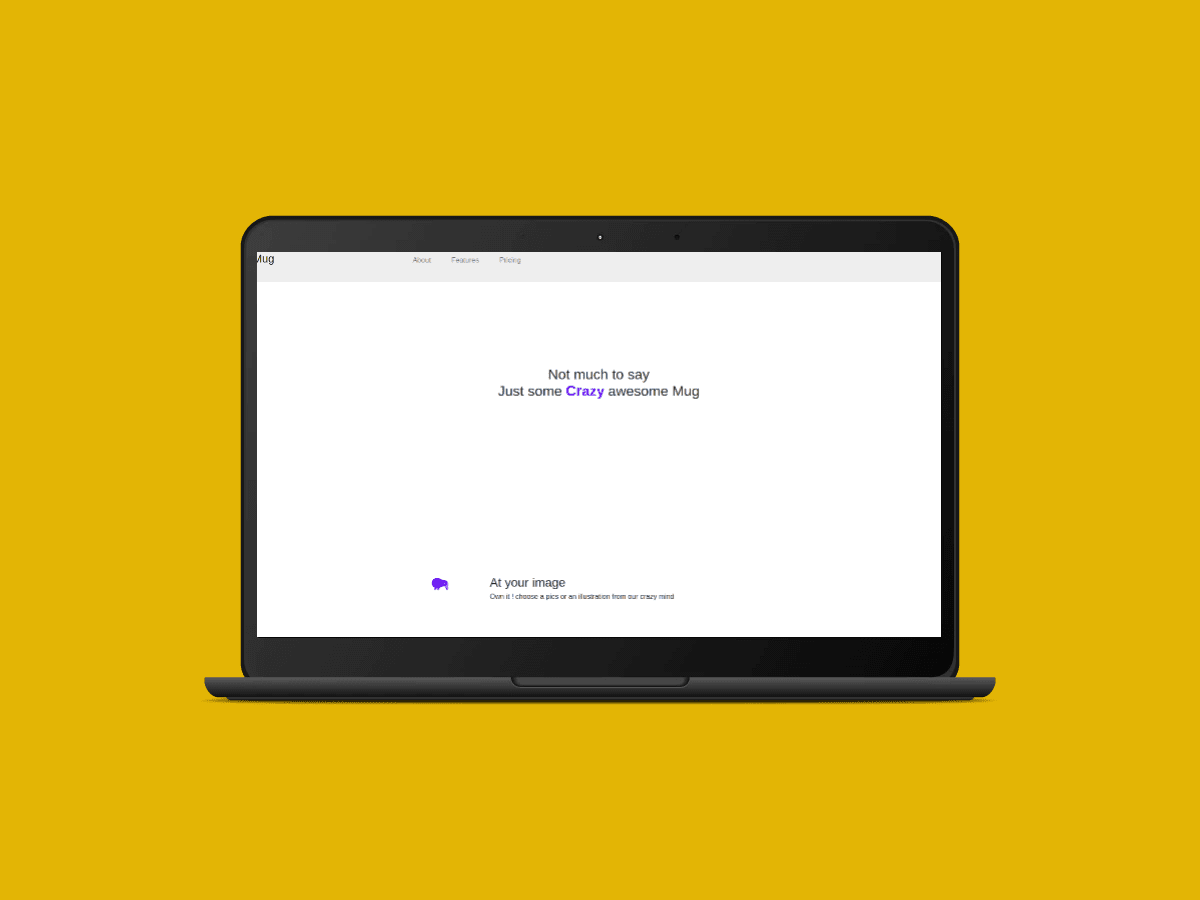 Mug
About Features Pricing
Not much to say
Just some Crazy awesome Mug
At your image
Own it ! choose a pics or an illustration from our crazy mind